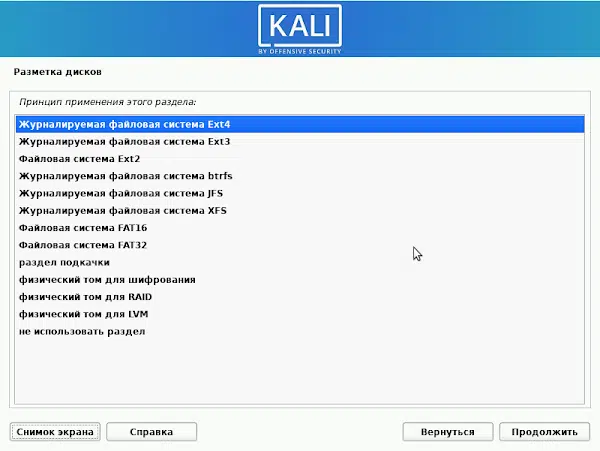 KALI
BY OFFENSIVE SECURITY
Разметка дисков
Принцип применения этого раздела:
Журналируемая файловая система Ext4
Журналируемая файловая система Ext3
Файловая система Ext2
Журналируемая файловая система btrfs
Журналируемая файловая система JFS
Журналируемая файловая система XFS
Файловая система FAT16
Файловая система FAT32
раздел подкачки
физический том для шифрования
физический том для RAID
физический том для LVM
не использовать раздел
Снимок экрана Справка Вернуться Продолжить